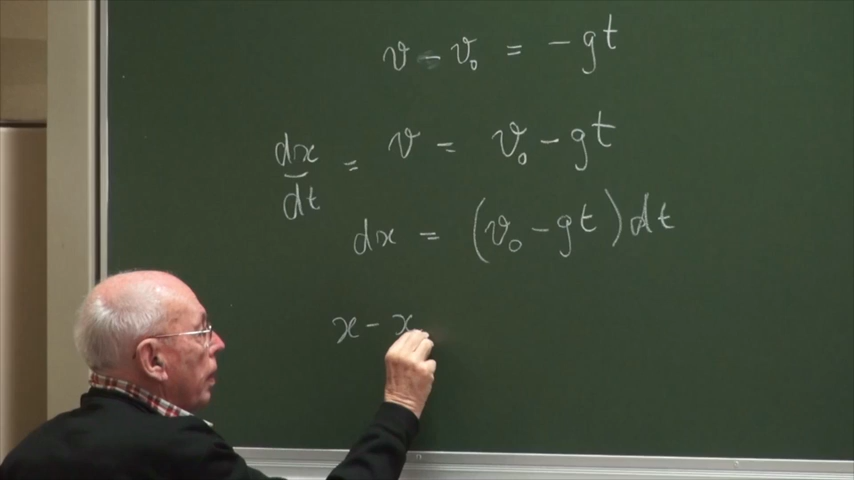 v - v₀ = - gt
dx/dt = v = v₀ - gt
dx = (v₀ - gt) dt
x - x